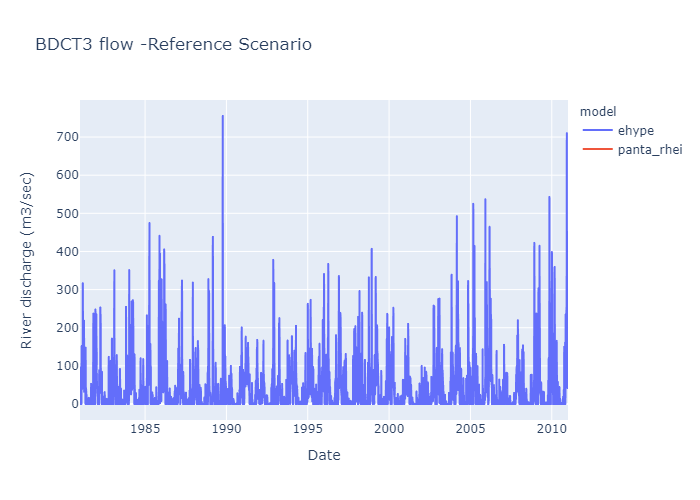 BDCT3 flow -Reference Scenario
model
ehype
panta_rhei
River discharge (m3/sec)
700
600
500
400
300
200
100
0
1985 1990 1995 2000 2005 2010
Date